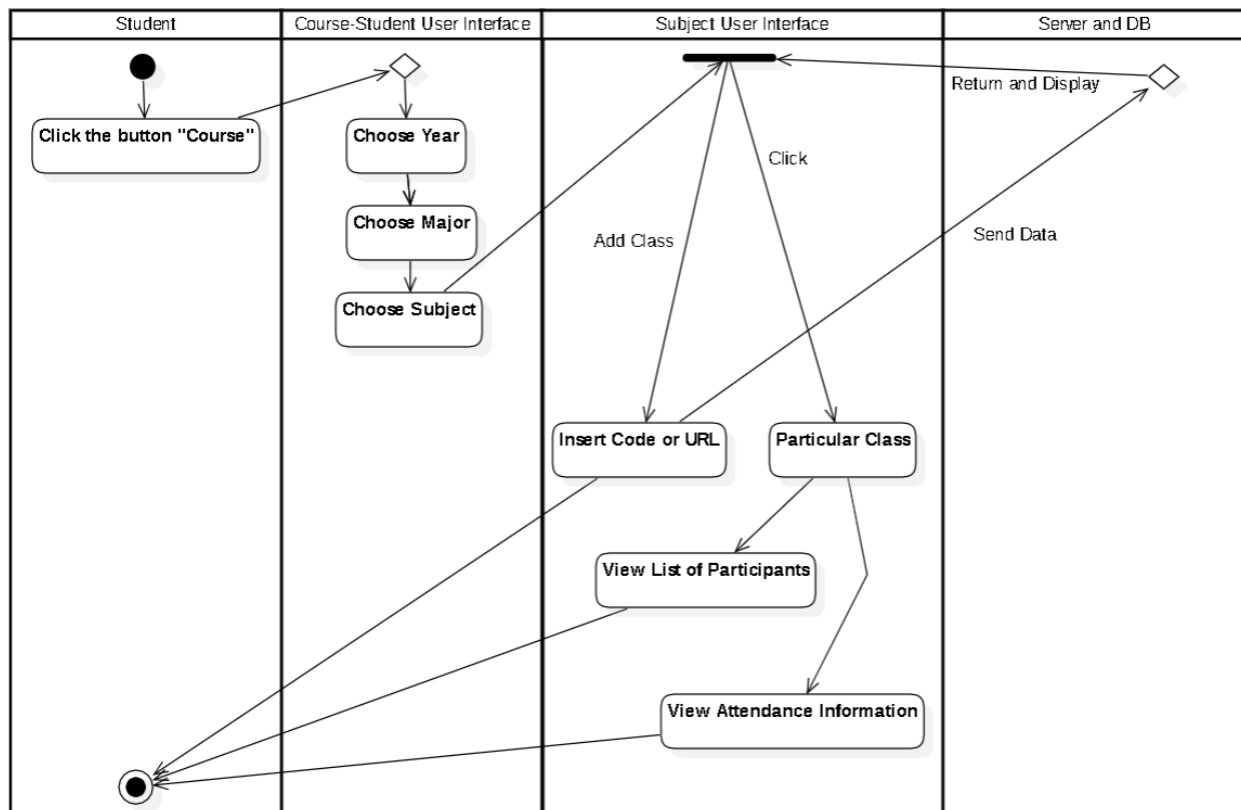 Student
Course-Student User Interface
Subject User Interface
Server and DB
Return and Display
Click the button "Course"
Choose Year
Click
Choose Major
Add Class
Send Data
Choose Subject
Insert Code or URL
Particular Class
View List of Participants
View Attendance Information